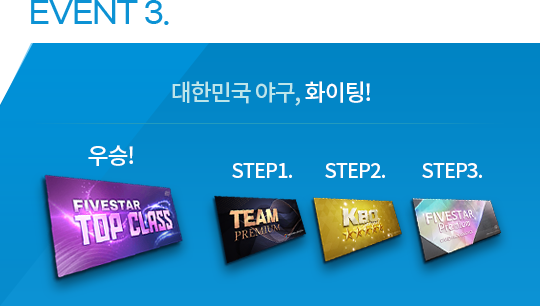 EVENT 3.
대한민국 야구, 화이팅!
우승!
STEP1.
STEP2.
STEP3.
FIVESTAR
TOP CLASS
TEAM
PREMIUM
KBO
FIVESTAR
Premium